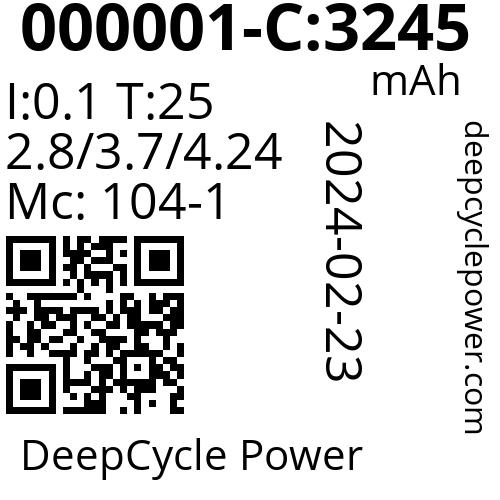 000001-C:3245
mAh
I:0.1 T:25
2.8/3.7/4.24
Mc: 104-1
2024-02-23
deepcyclepower.com
DeepCycle Power